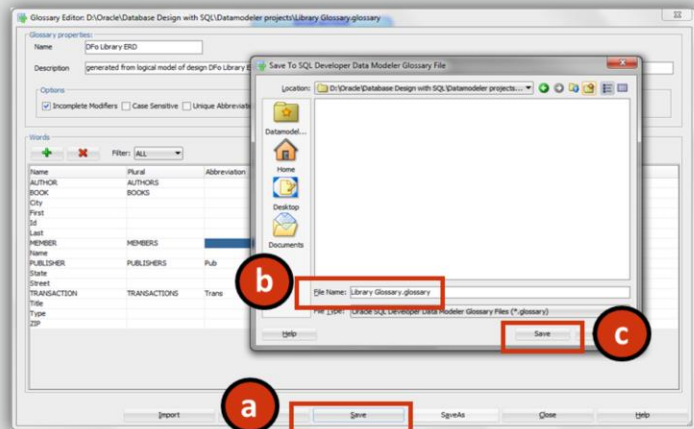 Glossary Editor: D:\Oracle\Database Design with SQL\Datamodeler projects\Library Glossary.glossary
Glossary properties:
Name DFo Library ERD
Description generated from logical model of design DFo Library E
Options
Incomplete Modifiers Case Sensitive Unique Abbreviatio
Words
Filter: ALL
Name Plural Abbreviation
AUTHOR AUTHORS
BOOK BOOKS
City
First
Id
Last
MEMBER MEMBERS
Name
PUBLISHER PUBLISHERS Pub
State
Street
TRANSACTION TRANSACTIONS Trans
Title
Type
ZIP
Save To SQL Developer Data Modeler Glossary File
Location: D:\Oracle\Database Design with SQL\Datamodeler projects...
Datamodel...
Home
Desktop
Documents
b
File Name: Library Glossary.glossary
File Type: Oracle SQL Developer Data Modeler Glossary Files (*.glossary)
Help Save
c
a
Import Save SaveAs Close Help